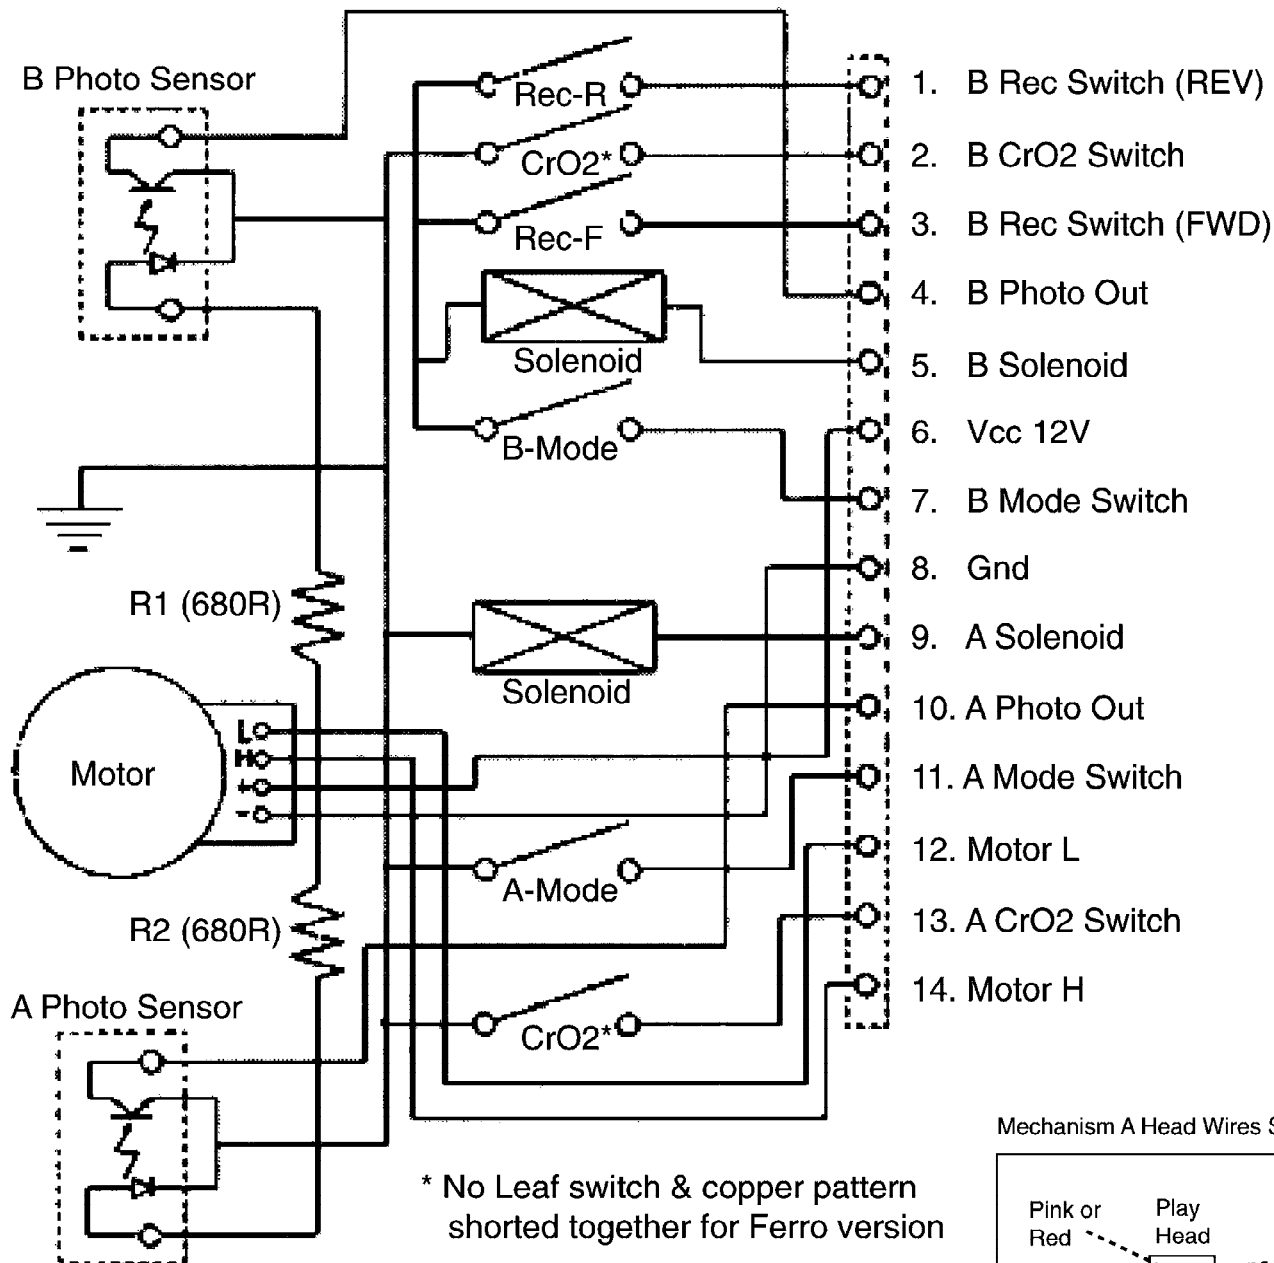 B Photo Sensor
Rec-R
CrO2*
Rec-F
Solenoid
B-Mode
1. B Rec Switch (REV)
2. B CrO2 Switch
3. B Rec Switch (FWD)
4. B Photo Out
5. B Solenoid
6. Vcc 12V
7. B Mode Switch
8. Gnd
9. A Solenoid
10. A Photo Out
11. A Mode Switch
12. Motor L
13. A CrO2 Switch
14. Motor H
R1 (680R)
Solenoid
Motor
L
H
+
-
A-Mode
R2 (680R)
CrO2*
A Photo Sensor
* No Leaf switch & copper pattern
shorted together for Ferro version
Mechanism A Head Wires
Pink or
Red
Play
Head